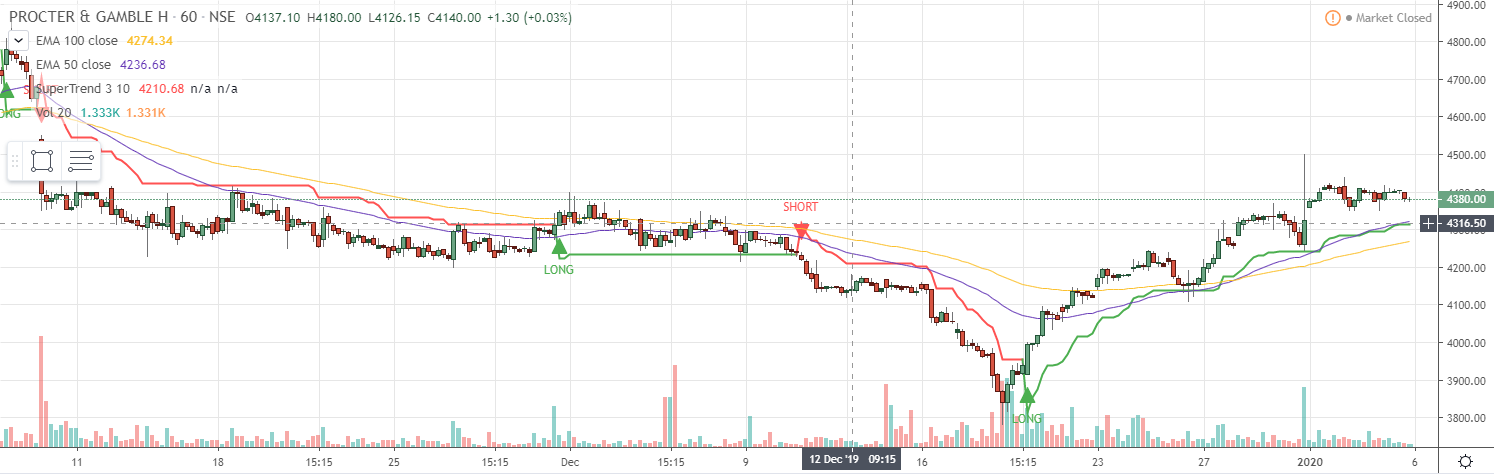 PROCTER & GAMBLE H · 60 · NSE O4137.10 H4180.00 L4126.15 C4140.00 +1.30 (+0.03%)
Market Closed
EMA 100 close 4274.34
EMA 50 close 4236.68
SuperTrend 3 10 4210.68 n/a n/a
Vol 20 1.333K 1.331K
SHORT
LONG
LONG
4900.00
4800.00
4700.00
4600.00
4500.00
4380.00
4316.50
4200.00
4100.00
4000.00
3900.00
3800.00
11 18 15:15 25 15:15 Dec 15:15 9 12 Dec '19 09:15 16 15:15 23 27 2020 6